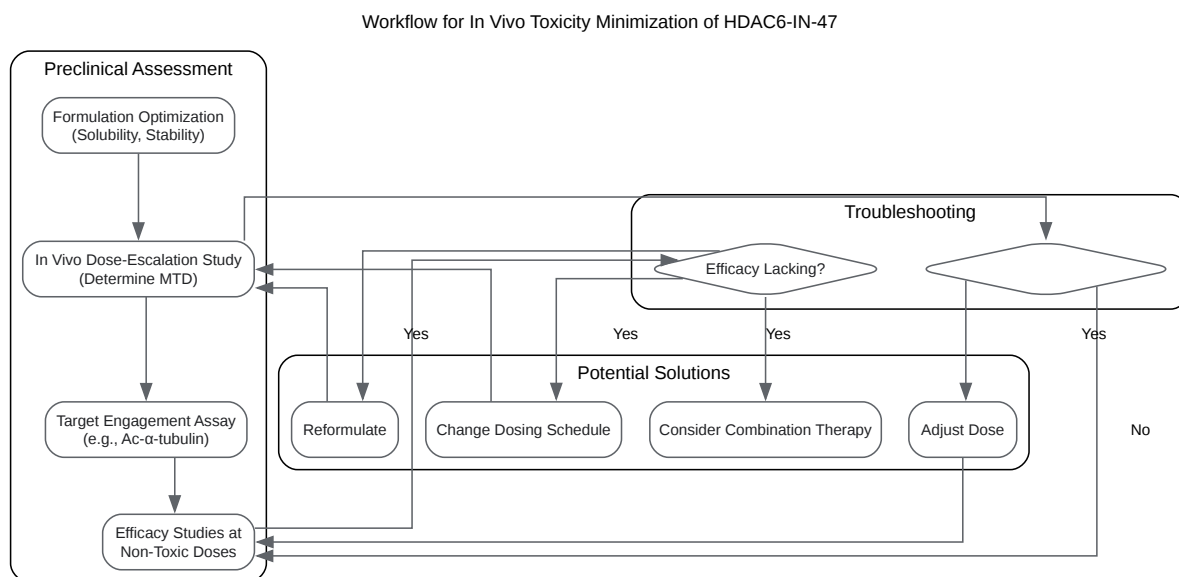 Workflow for In Vivo Toxicity Minimization of HDAC6-IN-47
Preclinical Assessment
Formulation Optimization
(Solubility, Stability)
In Vivo Dose-Escalation Study
(Determine MTD)
Target Engagement Assay
(e.g., Ac-α-tubulin)
Efficacy Studies at
Non-Toxic Doses
Troubleshooting
Efficacy Lacking?
Yes
Yes
Yes
Yes
No
Potential Solutions
Reformulate
Change Dosing Schedule
Consider Combination Therapy
Adjust Dose